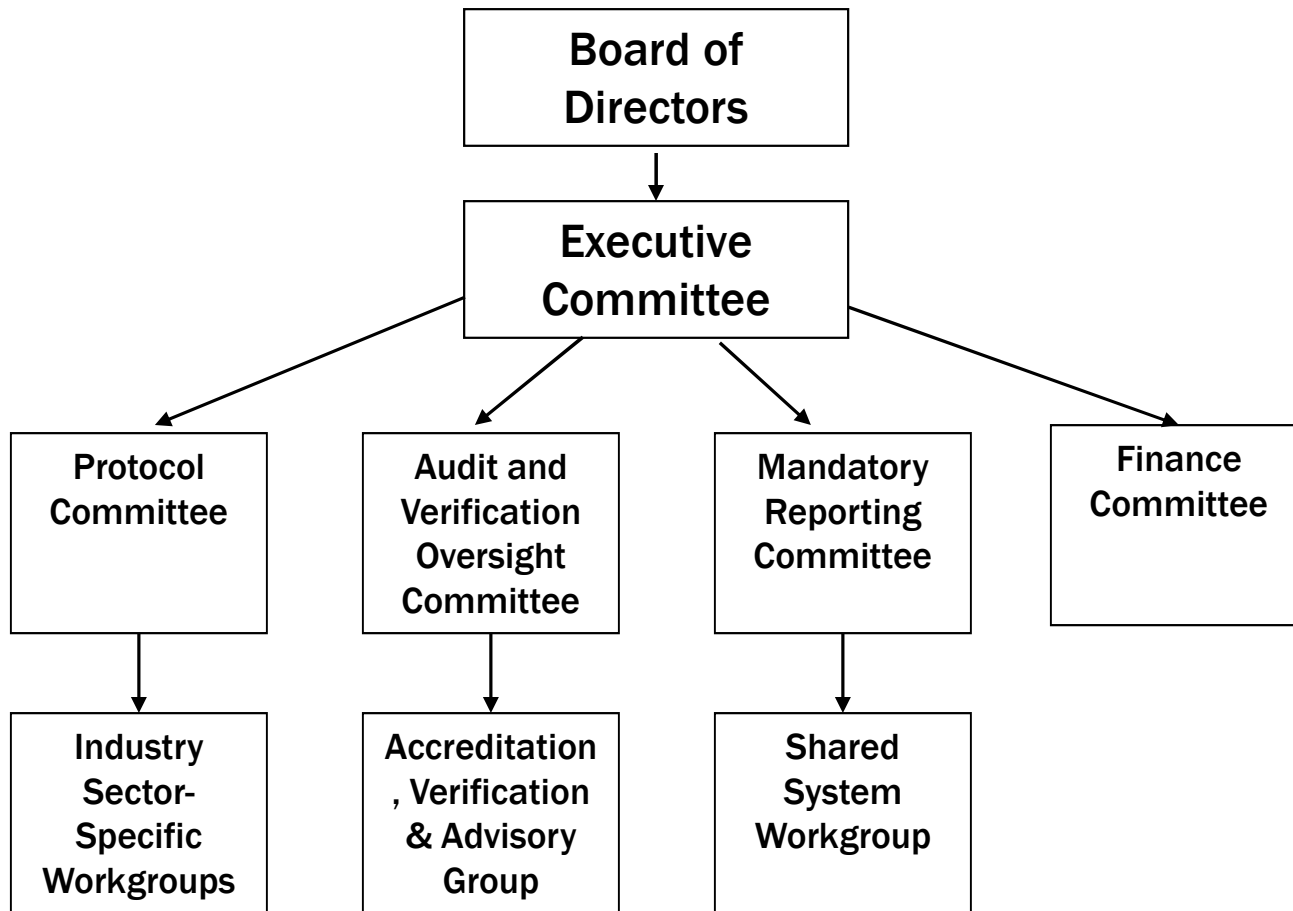 Board of
Directors
Executive
Committee
Protocol
Committee
Audit and
Verification
Oversight
Committee
Mandatory
Reporting
Committee
Finance
Committee
Industry
Sector-
Specific
Workgroups
Accreditation
, Verification
& Advisory
Group
Shared
System
Workgroup